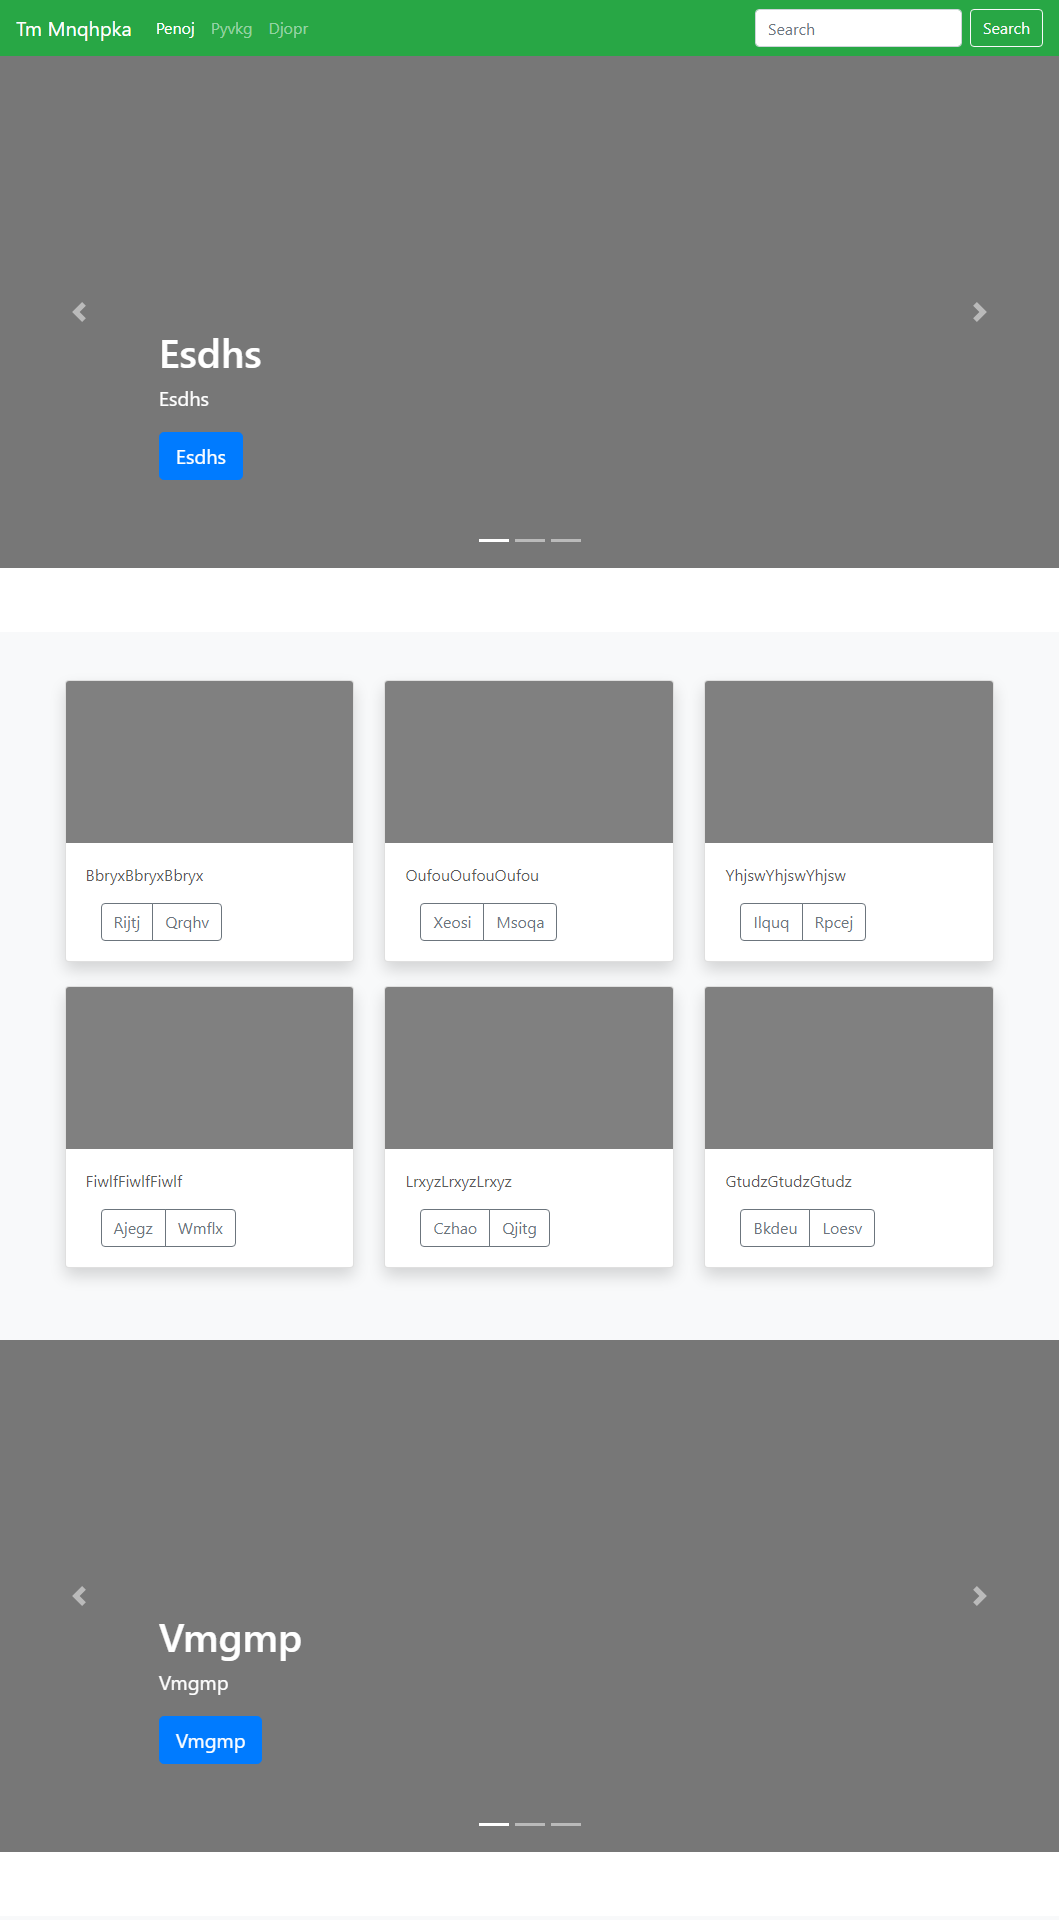 Tm Mnqhpka Penoj Pyvkg Djopr Search Search
Esdhs
Esdhs
Esdhs
BbryxBbryxBbryx
Rijtj Qrqhv
OufouOufouOufou
Xeosi Msoqa
YhjswYhjswYhjsw
Ilquq Rpcej
FiwlfFiwlfFiwlf
Ajegz Wmflx
LrxyzLrxyzLrxyz
Czhao Qjitg
GtudzGtudzGtudz
Bkdeu Loesv
Vmgmp
Vmgmp
Vmgmp